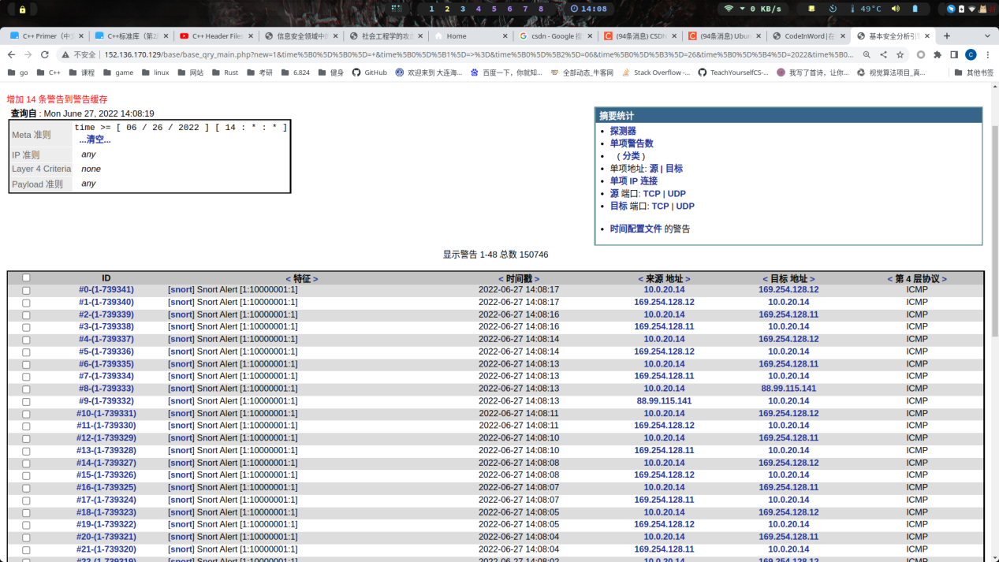 1 2 3 4 5 6 7 8 14:08 0 KB/s 49°C
C++ Primer (中文 C++标准库（第2 C++ Header Files 信息安全领域中的 社会工程学的攻 Home csdn - Google 搜 (94条消息) CSDN (94条消息) Ubun CodeInWord|在 基本安全分析引
不安全 152.136.170.129/base/base_qry_main.php?new=1&time%5B0%5D%5B0%5D=+&time%5B0%5D%5B1%5D=>%3D&time%5B0%5D%5B2%5D=06&time%5B0%5D%5B3%5D=26&time%5B0%5D%5B4%5D=2022&time%5B0... C
go C++ 课程 game linux 网站 Rust 考研 6.824 健身 GitHub 欢迎来到 大连海... 百度一下，你就知... 全部动态_牛客网 Stack Overflow -... TeachYourselfCS-... 我写了首诗，让你... 视觉算法项目_真... 其他书签
增加 14 条警告到警告缓存
查询自 : Mon June 27, 2022 14:08:19
Meta 准则 time >= [ 06 / 26 / 2022 ] [ 14 : * : * ]
...清空...
IP 准则 any
Layer 4 Criteria none
Payload 准则 any
摘要统计
• 探测器
• 单项警告数
• ( 分类 )
• 单项地址: 源 | 目标
• 单项 IP 连接
• 源 端口: TCP | UDP
• 目标 端口: TCP | UDP
• 时间配置文件 的警告
显示警告 1-48 总数 150746
ID < 特征 > < 时间戳 > < 来源 地址 > < 目标 地址 > < 第 4 层协议 >
#0-(1-739341) [snort] Snort Alert [1:10000001:1] 2022-06-27 14:08:17 10.0.20.14 169.254.128.12 ICMP
#1-(1-739340) [snort] Snort Alert [1:10000001:1] 2022-06-27 14:08:17 169.254.128.12 10.0.20.14 ICMP
#2-(1-739339) [snort] Snort Alert [1:10000001:1] 2022-06-27 14:08:16 10.0.20.14 169.254.128.11 ICMP
#3-(1-739338) [snort] Snort Alert [1:10000001:1] 2022-06-27 14:08:16 169.254.128.11 10.0.20.14 ICMP
#4-(1-739337) [snort] Snort Alert [1:10000001:1] 2022-06-27 14:08:14 10.0.20.14 169.254.128.12 ICMP
#5-(1-739336) [snort] Snort Alert [1:10000001:1] 2022-06-27 14:08:14 169.254.128.12 10.0.20.14 ICMP
#6-(1-739335) [snort] Snort Alert [1:10000001:1] 2022-06-27 14:08:13 10.0.20.14 169.254.128.11 ICMP
#7-(1-739334) [snort] Snort Alert [1:10000001:1] 2022-06-27 14:08:13 169.254.128.11 10.0.20.14 ICMP
#8-(1-739333) [snort] Snort Alert [1:10000001:1] 2022-06-27 14:08:13 10.0.20.14 88.99.115.141 ICMP
#9-(1-739332) [snort] Snort Alert [1:10000001:1] 2022-06-27 14:08:13 88.99.115.141 10.0.20.14 ICMP
#10-(1-739331) [snort] Snort Alert [1:10000001:1] 2022-06-27 14:08:11 10.0.20.14 169.254.128.12 ICMP
#11-(1-739330) [snort] Snort Alert [1:10000001:1] 2022-06-27 14:08:11 169.254.128.12 10.0.20.14 ICMP
#12-(1-739329) [snort] Snort Alert [1:10000001:1] 2022-06-27 14:08:10 10.0.20.14 169.254.128.11 ICMP
#13-(1-739328) [snort] Snort Alert [1:10000001:1] 2022-06-27 14:08:10 169.254.128.11 10.0.20.14 ICMP
#14-(1-739327) [snort] Snort Alert [1:10000001:1] 2022-06-27 14:08:08 10.0.20.14 169.254.128.12 ICMP
#15-(1-739326) [snort] Snort Alert [1:10000001:1] 2022-06-27 14:08:08 169.254.128.12 10.0.20.14 ICMP
#16-(1-739325) [snort] Snort Alert [1:10000001:1] 2022-06-27 14:08:07 10.0.20.14 169.254.128.11 ICMP
#17-(1-739324) [snort] Snort Alert [1:10000001:1] 2022-06-27 14:08:07 169.254.128.11 10.0.20.14 ICMP
#18-(1-739323) [snort] Snort Alert [1:10000001:1] 2022-06-27 14:08:05 10.0.20.14 169.254.128.12 ICMP
#19-(1-739322) [snort] Snort Alert [1:10000001:1] 2022-06-27 14:08:05 169.254.128.12 10.0.20.14 ICMP
#20-(1-739321) [snort] Snort Alert [1:10000001:1] 2022-06-27 14:08:04 10.0.20.14 169.254.128.11 ICMP
#21-(1-739320) [snort] Snort Alert [1:10000001:1] 2022-06-27 14:08:04 169.254.128.11 10.0.20.14 ICMP
#22-(1-739319) [snort] Snort Alert [1:10000001:1] 2022-06-27 14:08:02 10.0.20.14 169.254.128.12 ICMP